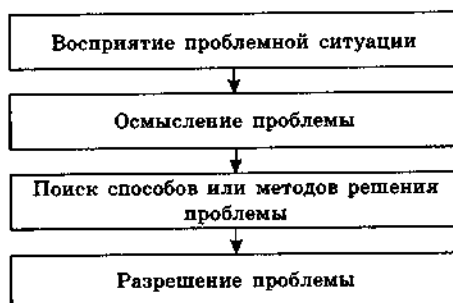 Восприятие проблемной ситуации
Осмысление проблемы
Поиск способов или методов решения
проблемы
Разрешение проблемы